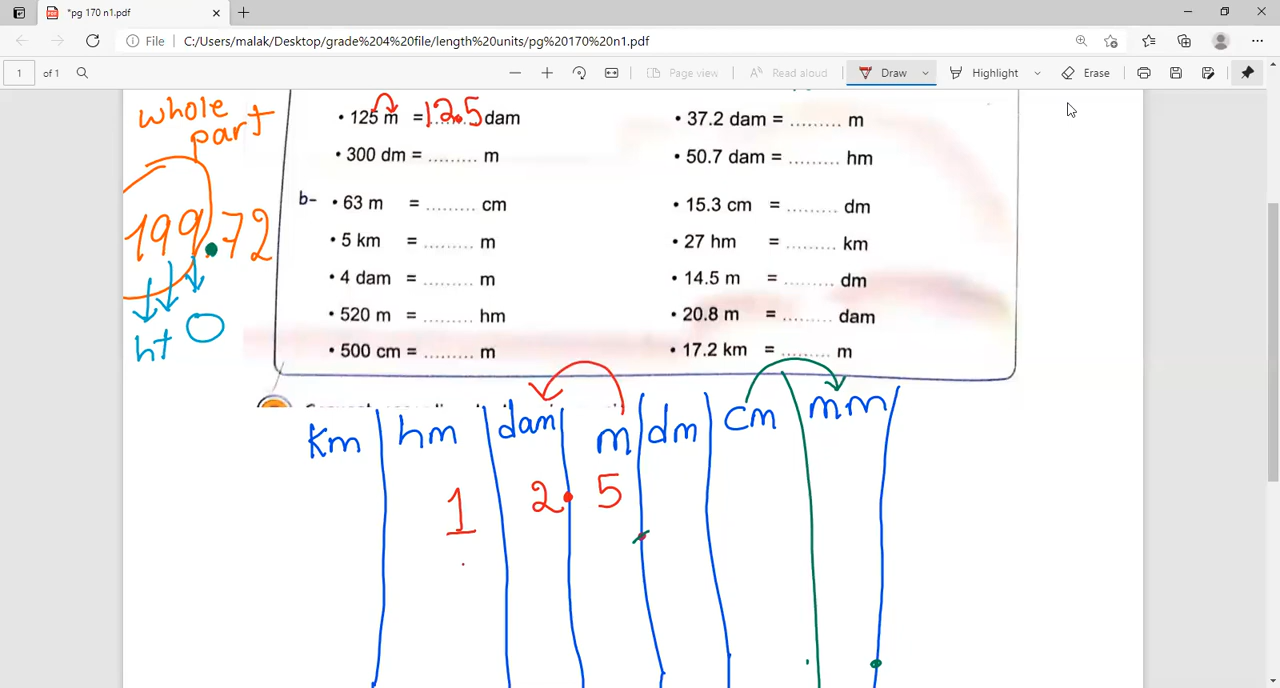 *pg 170 n1.pdf
File C:/Users/malak/Desktop/grade%204%20file/length%20units/pg%20170%20n1.pdf
1 of 1 Page view Read aloud Draw Highlight Erase
whole part
199.72
ht O
• 125 m = 12.5 dam
• 300 dm = ......... m
b- • 63 m = ......... cm
• 5 km = ......... m
• 4 dam = ......... m
• 520 m = ......... hm
• 500 cm = ......... m
• 37.2 dam = ......... m
• 50.7 dam = ......... hm
• 15.3 cm = ......... dm
• 27 hm = ......... km
• 14.5 m = ......... dm
• 20.8 m = ......... dam
• 17.2 km = ......... m
Km hm dam m dm cm mm
1 2 . 5